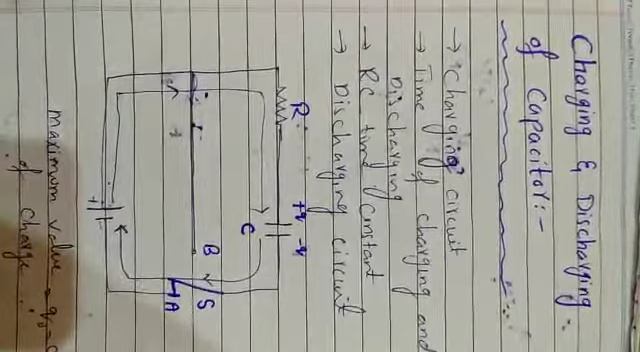 Charging & Discharging :
of Capacitor:-
→ Charging circuit
→ Time of charging and
Discharging
→ Rc time constant
→ Discharging circuit
R
+q -q
C
B
S
A
+ -
maximum value = q₀
of charge